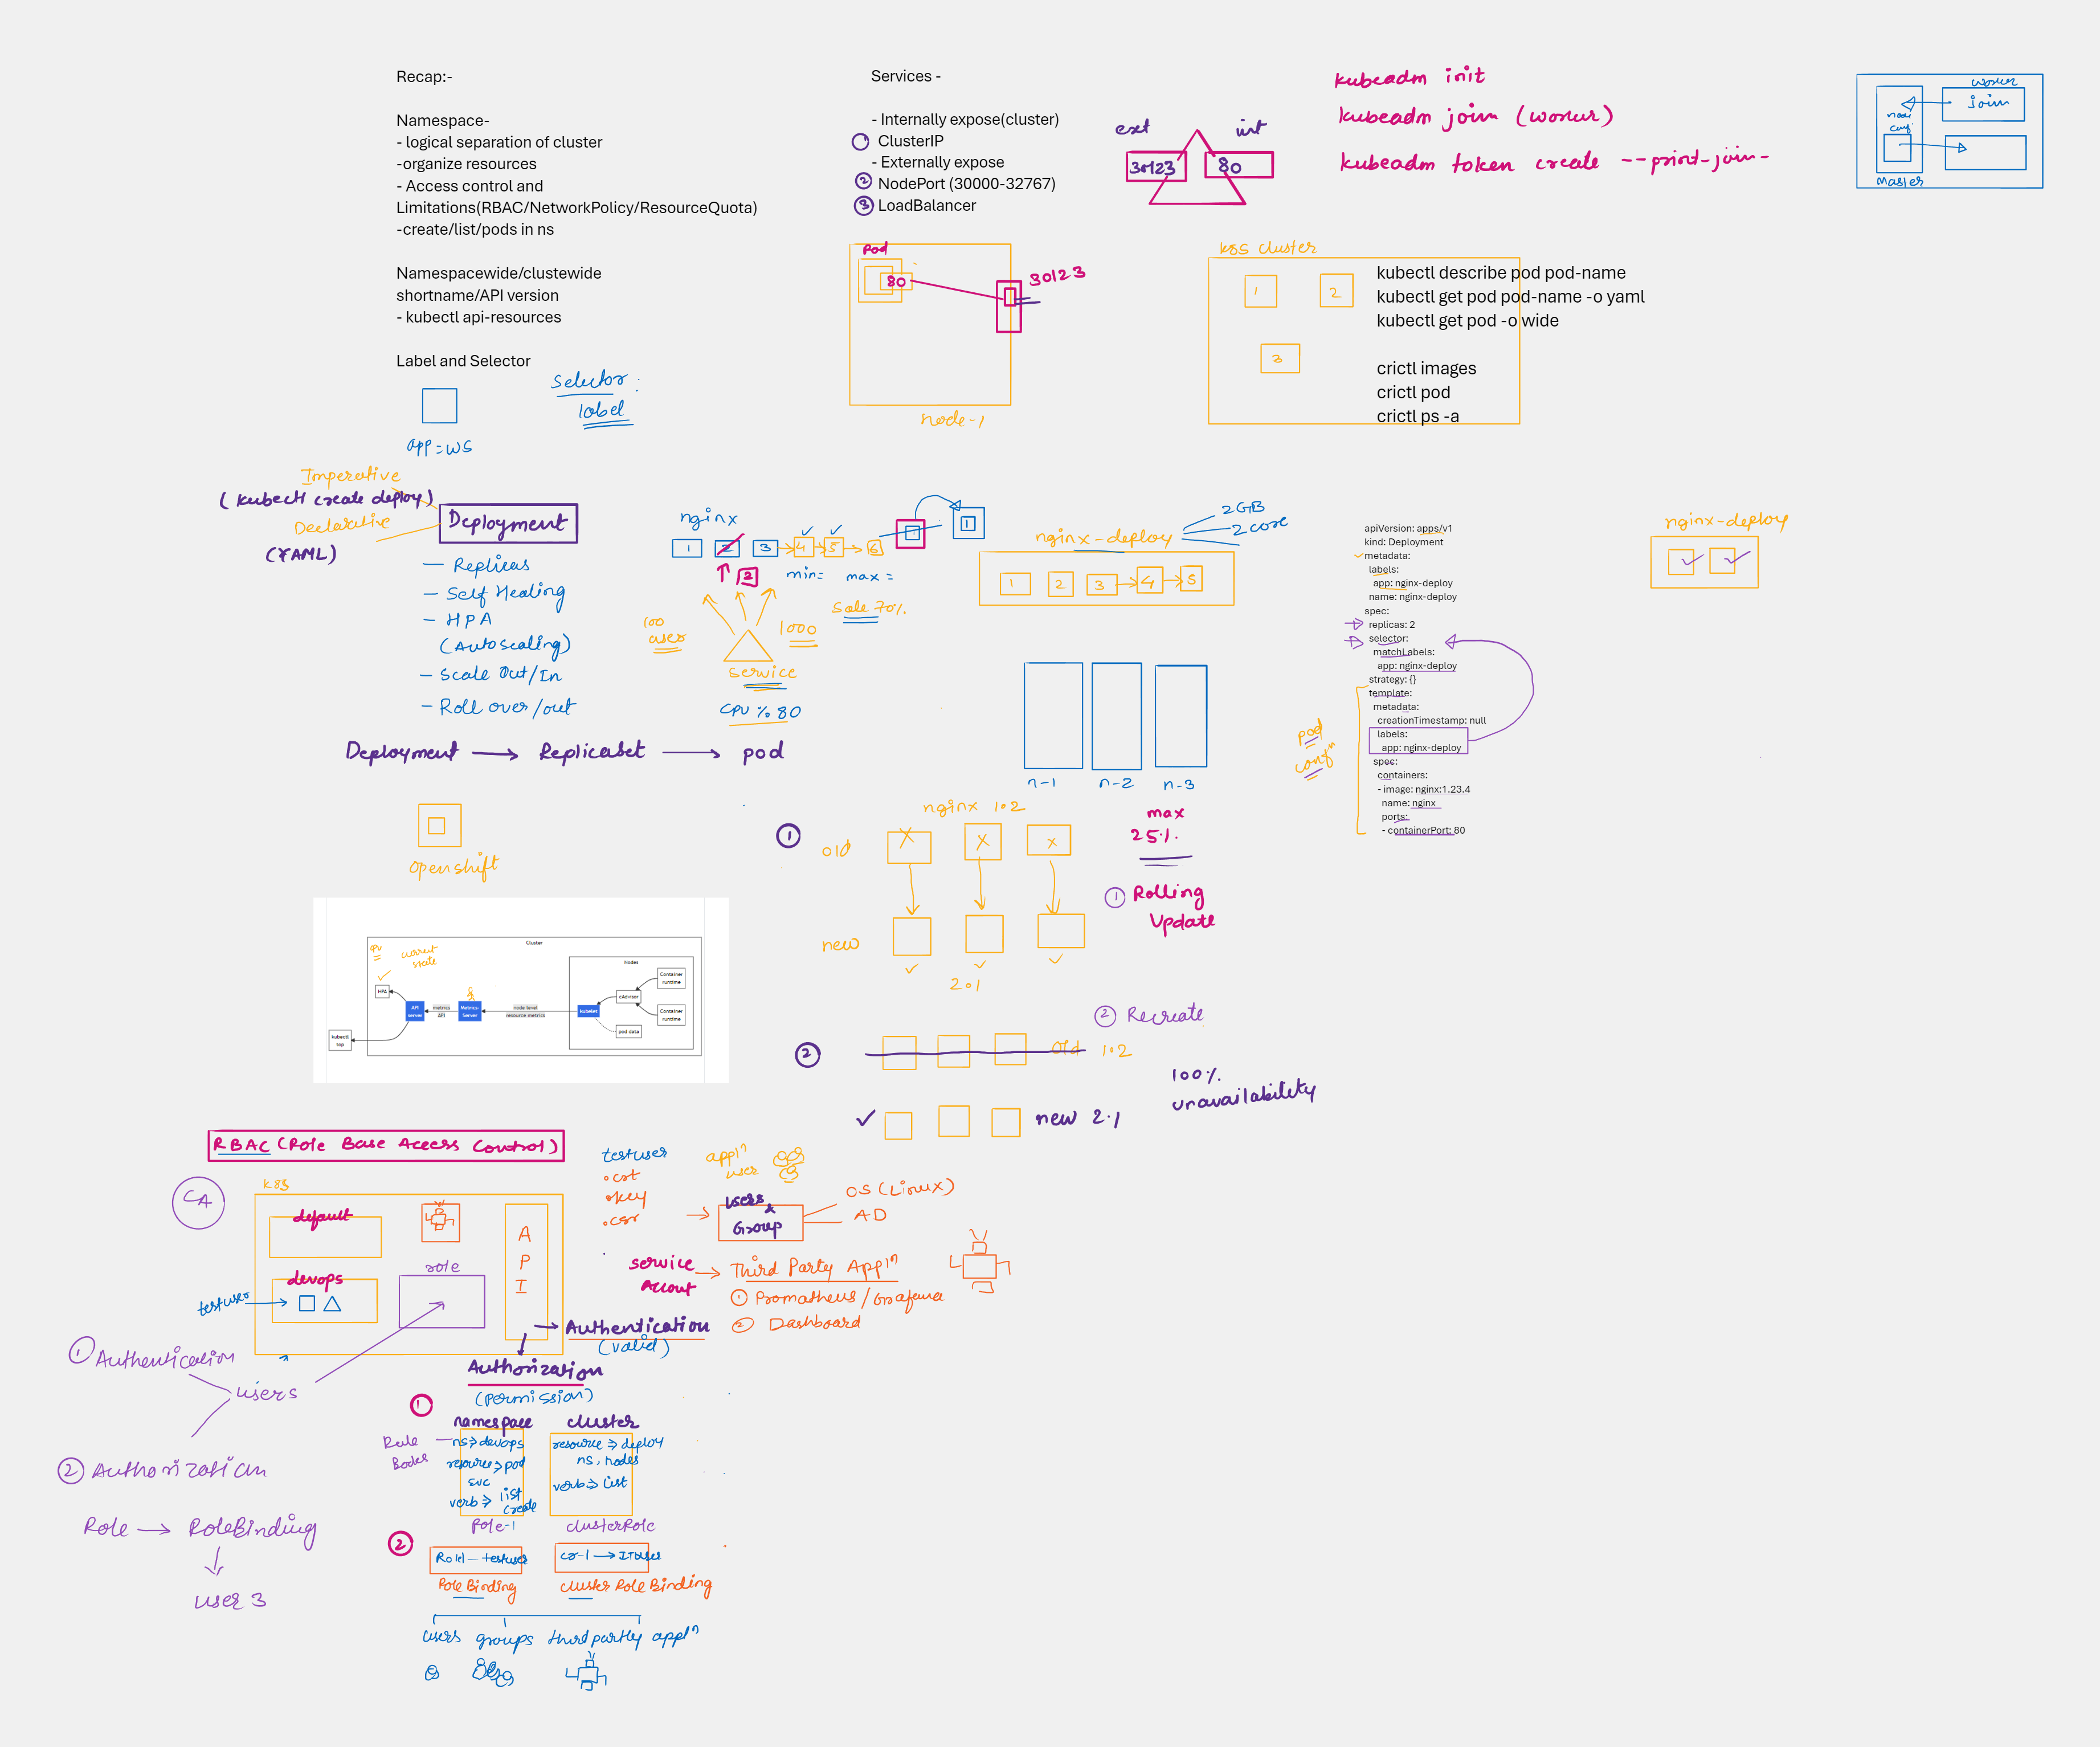 Recap:-
Namespace-
- logical separation of cluster
-organize resources
- Access control and
Limitations(RBAC/NetworkPolicy/ResourceQuota)
-create/list/pods in ns
Namespacewide/clustewide
shortname/API version
- kubectl api-resources
Label and Selector
selector :
label
app=ws
Services -
- Internally expose(cluster)
1 ClusterIP
- Externally expose
2 NodePort (30000-32767)
3 LoadBalancer
ext
int
30123
80
kubeadm init
kubeadm join (worker)
kubeadm token create --print-join-
worker
join
Master
Pod
80
30123
node-1
k8s cluster
1
2
3
kubectl describe pod pod-name
kubectl get pod pod-name -o yaml
kubectl get pod -o wide
crictl images
crictl pod
crictl ps -a
Imperative
(kubectl create deploy)
Declarative
(YAML)
Deployment
- Replicas
- Self Healing
- HPA
(Autoscaling)
- Scale Out/In
- Roll over/out
Deployment → Replicaset → pod
nginx
1
2
3
4
5
6
2
min=
max =
100
user
1000
Sale 70%
service
CPU % 80
1
1
nginx-deploy
2GB
2 core
1
2
3
4
5
n-1
n-2
n-3
apiVersion: apps/v1
kind: Deployment
metadata:
labels:
app: nginx-deploy
name: nginx-deploy
spec:
replicas: 2
selector:
matchLabels:
app: nginx-deploy
strategy: {}
template:
metadata:
creationTimestamp: null
labels:
app: nginx-deploy
spec:
containers:
- image: nginx:1.23.4
name: nginx
ports:
- containerPort: 80
pod
confⁿ
nginx-deploy
openshift
1
nginx 1.2
old
new
2.1
max
25%
1 Rolling
Update
2 Recreate
2
old 1.2
new 2.1
100%
unavailability
Cluster
current
state
HPA
API
server
metrics
API
Metrics-
Server
node level
resource metrics
Nodes
kubelet
cAdvisor
Container
runtime
Container
runtime
pod data
kubectl
top
RBAC (Role Base Access Control)
CA
k8s
default
devops
testuser
role
A
P
I
testuser
.crt
.key
.csr
applⁿ
user
Users
&
Group
OS (Linux)
AD
service
Account
Third Party Applⁿ
1 Prometheus/Grafana
2 Dashboard
Authentication
(valid)
Authorization
(permission)
1 Authentication
users
2 Authorization
Role → RoleBinding
user 3
1
namespace
cluster
ns ⇒ devops
resource ⇒ pod
svc
verb ⇒ list
create
Role-1
resource ⇒ deploy
ns, nodes
verb ⇒ list
clusterRole
2
Role1 - testuser
Role Binding
cr-1 → ITUser
cluster Role Binding
users
groups
thirdpartly applⁿ